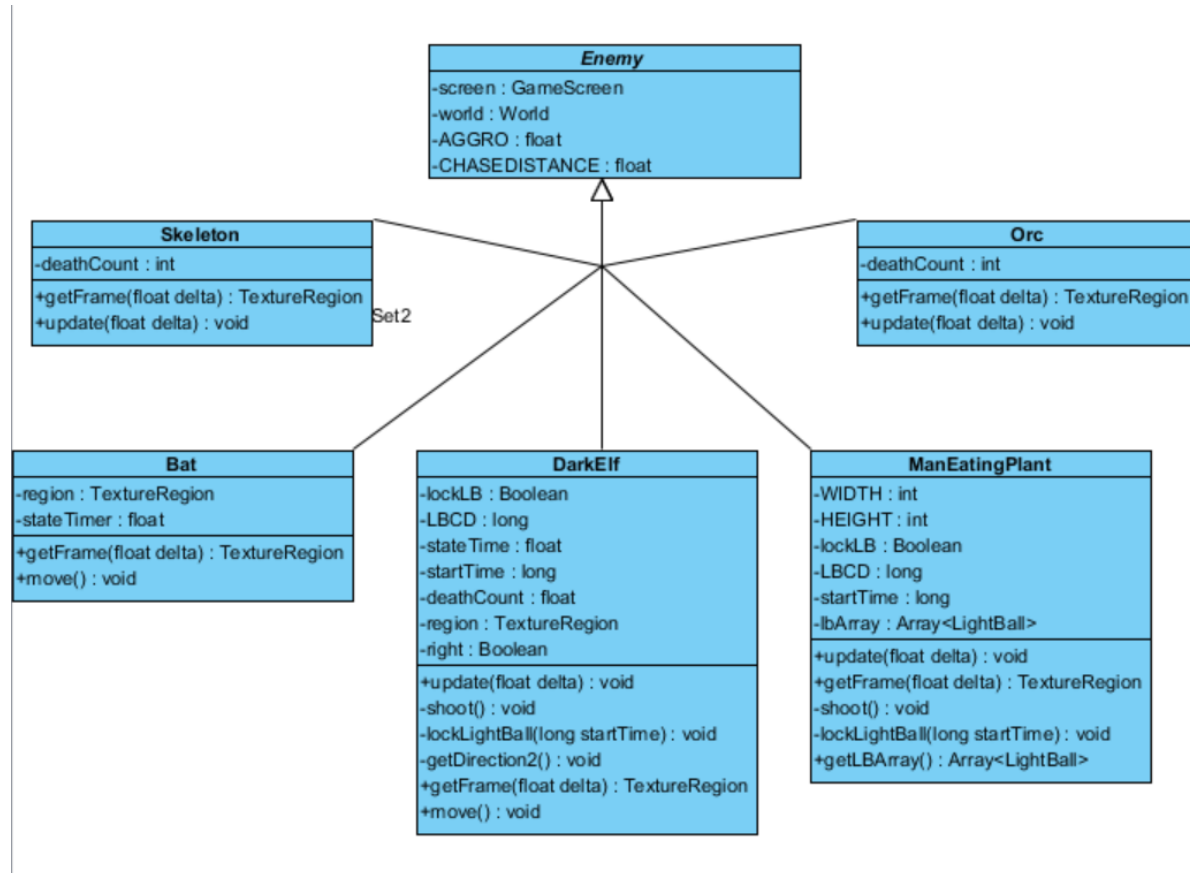 Enemy
-screen : GameScreen
-world : World
-AGGRO : float
-CHASEDISTANCE : float
Skeleton
-deathCount : int
+getFrame(float delta) : TextureRegion
+update(float delta) : void
Set2
Orc
-deathCount : int
+getFrame(float delta) : TextureRegion
+update(float delta) : void
Bat
-region : TextureRegion
-stateTimer : float
+getFrame(float delta) : TextureRegion
+move() : void
DarkElf
-lockLB : Boolean
-LBCD : long
-stateTime : float
-startTime : long
-deathCount : float
-region : TextureRegion
-right : Boolean
+update(float delta) : void
-shoot() : void
-lockLightBall(long startTime) : void
-getDirection2() : void
+getFrame(float delta) : TextureRegion
+move() : void
ManEatingPlant
-WIDTH : int
-HEIGHT : int
-lockLB : Boolean
-LBCD : long
-startTime : long
-lbArray : Array<LightBall>
+update(float delta) : void
+getFrame(float delta) : TextureRegion
-shoot() : void
-lockLightBall(long startTime) : void
+getLBArray() : Array<LightBall>